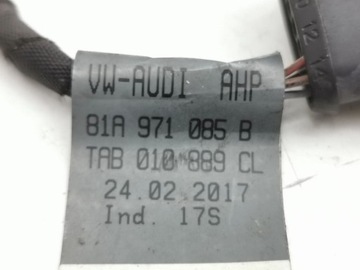 VW-AUDI AHP
81A 971 085 B
TAB 010 889 CL
24.02.2017
Ind. 17S